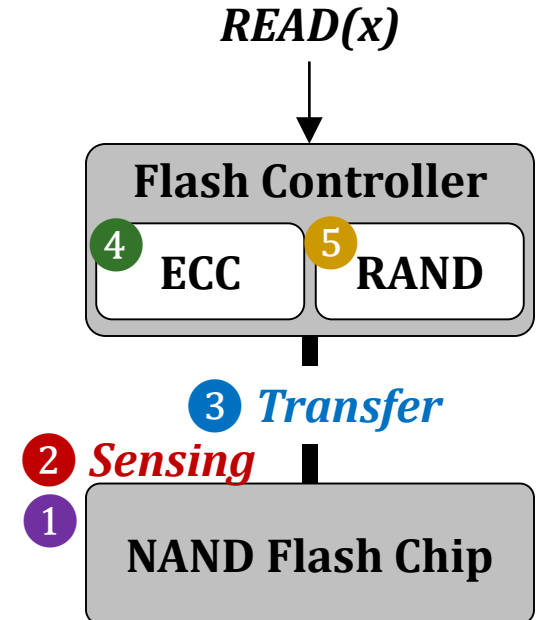 READ(x)
Flash Controller
4 ECC 5 RAND
3 Transfer
2 Sensing
1
NAND Flash Chip